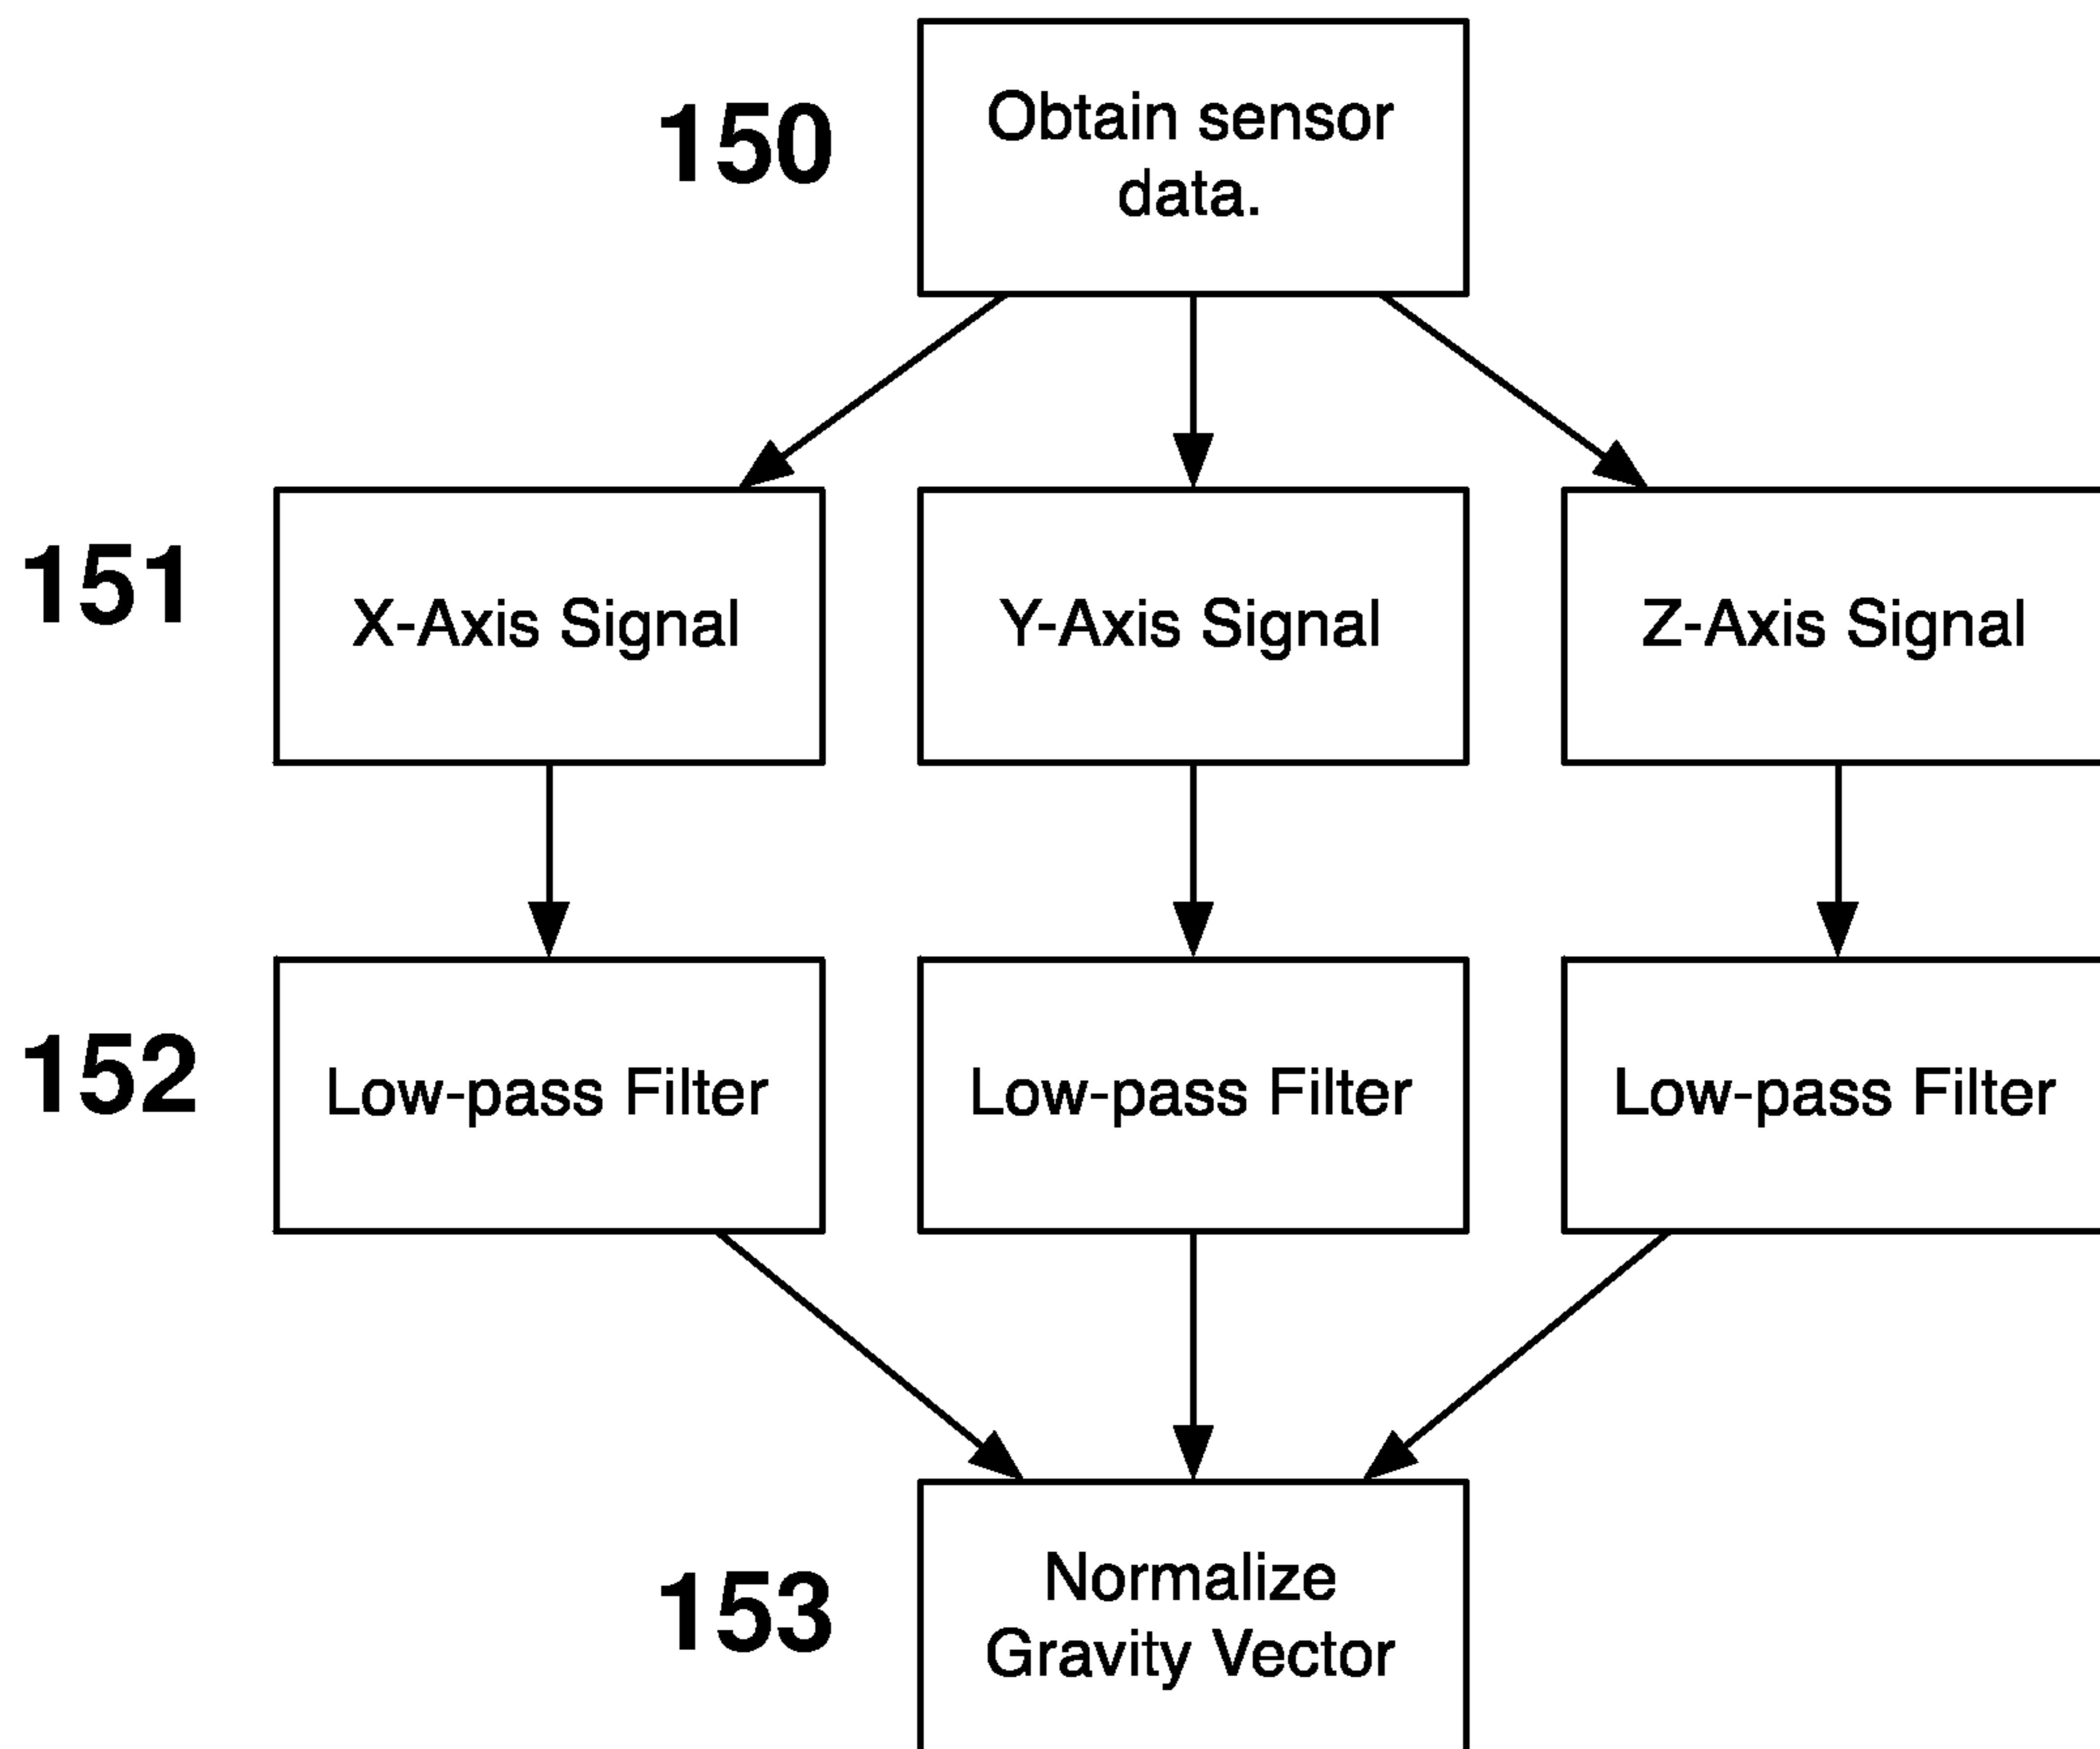 150
Obtain sensor
data.
151
X-Axis Signal
Y-Axis Signal
Z-Axis Signal
152
Low-pass Filter
Low-pass Filter
Low-pass Filter
153
Normalize
Gravity Vector